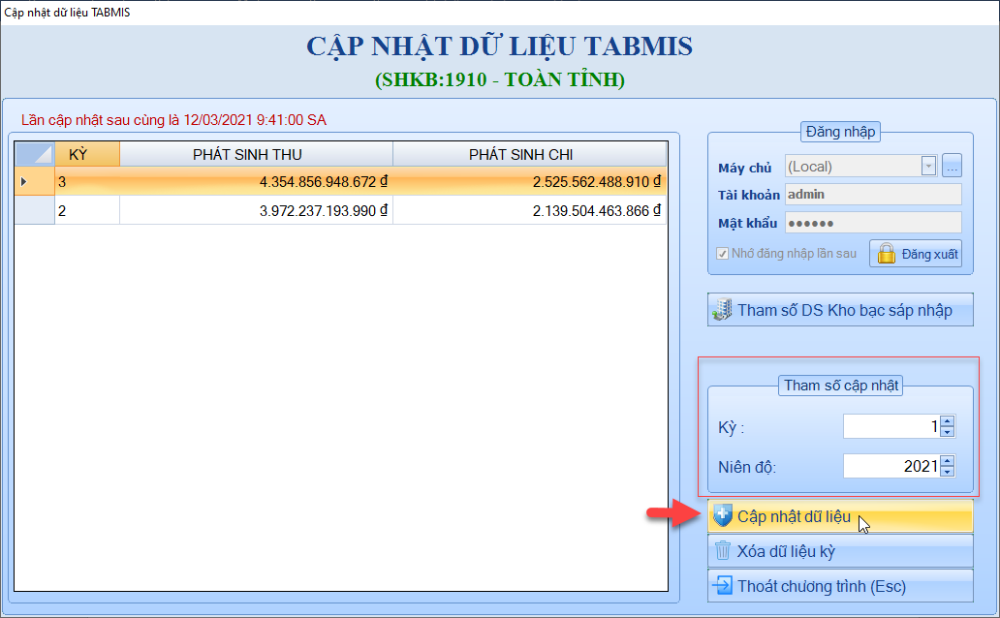 Cập nhật dữ liệu TABMIS
CẬP NHẬT DỮ LIỆU TABMIS
(SHKB:1910 - TOÀN TỈNH)
Lần cập nhật sau cùng là 12/03/2021 9:41:00 SA
KỲ PHÁT SINH THU PHÁT SINH CHI
3 4.354.856.948.672 ₫ 2.525.562.488.910 ₫
2 3.972.237.193.990 ₫ 2.139.504.463.866 ₫
Đăng nhập
Máy chủ (Local) ...
Tài khoản admin
Mật khẩu ●●●●●●
Nhớ đăng nhập lần sau Đăng xuất
Tham số DS Kho bạc sáp nhập
Tham số cập nhật
Kỳ : 1
Niên độ: 2021
Cập nhật dữ liệu
Xóa dữ liệu kỳ
Thoát chương trình (Esc)